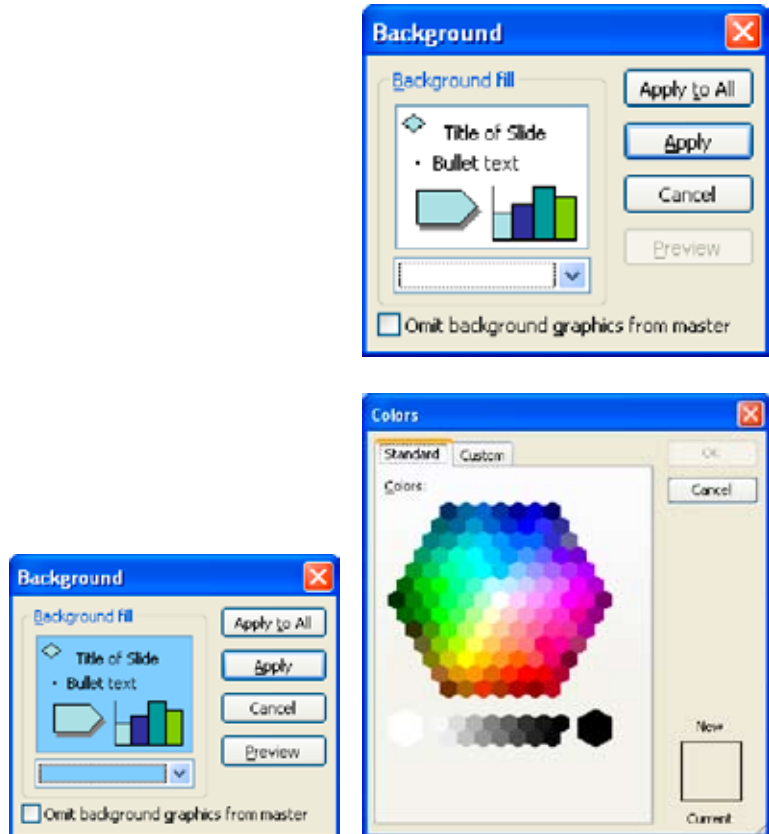 Background
Background fill
Apply to All
Title of Slide
Apply
• Bullet text
Cancel
Preview
Omit background graphics from master
Colors
Standard Custom
OK
Colors:
Cancel
New
Current
Background
Background fill
Apply to All
Title of Slide
Apply
• Bullet text
Cancel
Preview
Omit background graphics from master